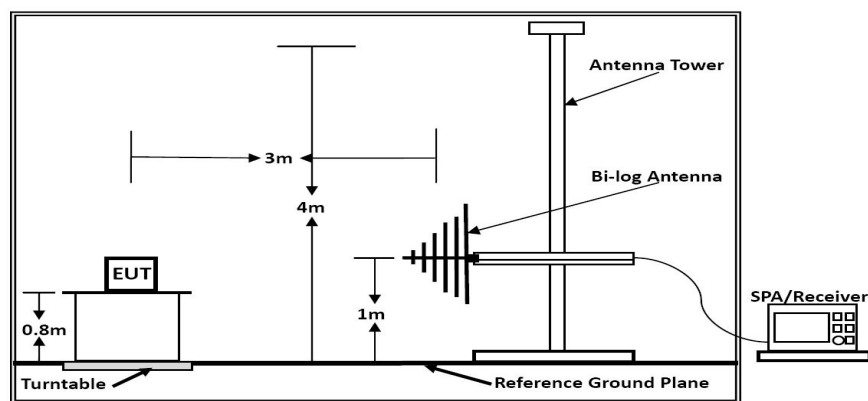 Antenna Tower
3m
Bi-log Antenna
4m
EUT
SPA/Receiver
0.8m
1m
Turntable
Reference Ground Plane